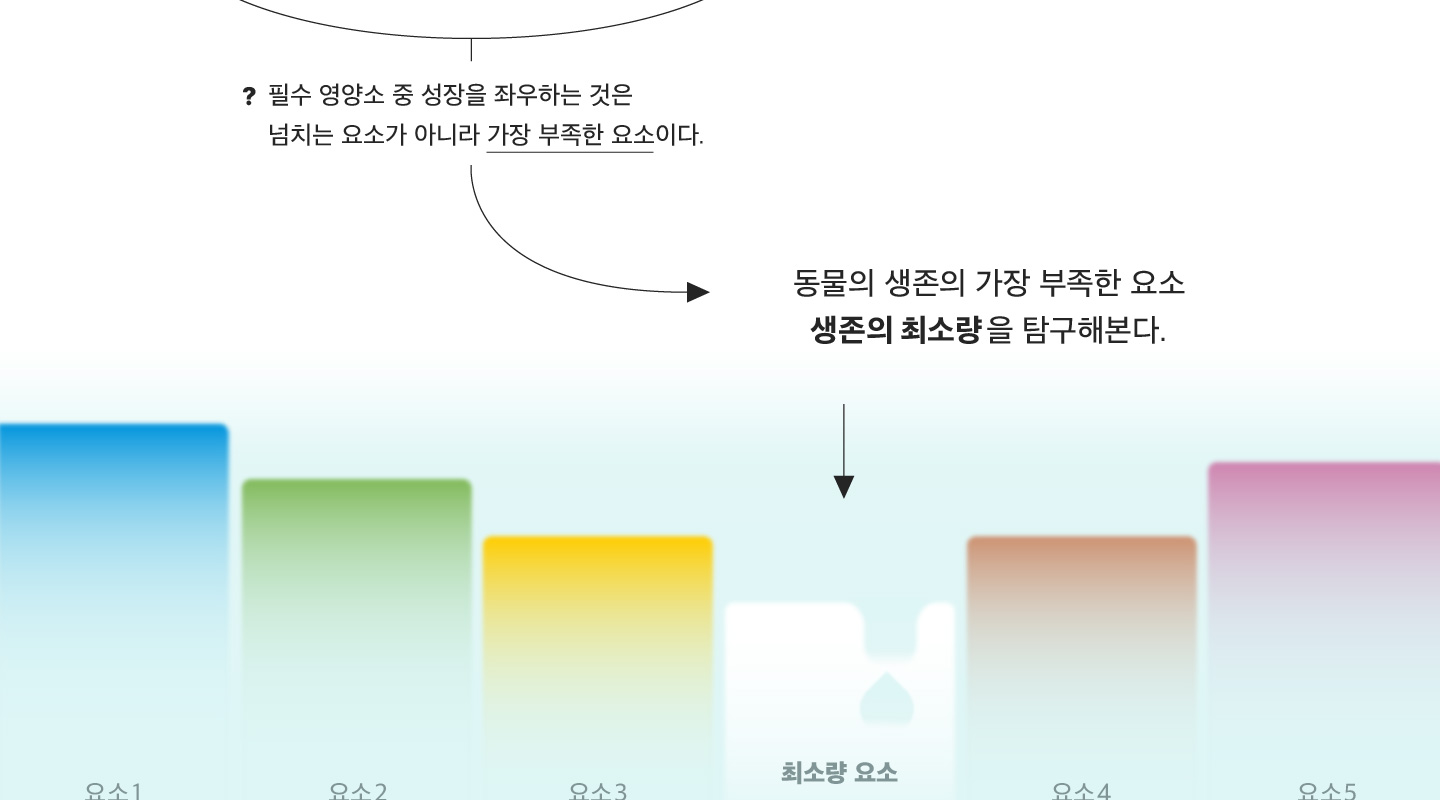 ? 필수 영양소 중 성장을 좌우하는 것은
넘치는 요소가 아니라 가장 부족한 요소이다.
동물의 생존의 가장 부족한 요소
생존의 최소량을 탐구해본다.
최소량 요소
요소1
요소2
요소3
요소4
요소5